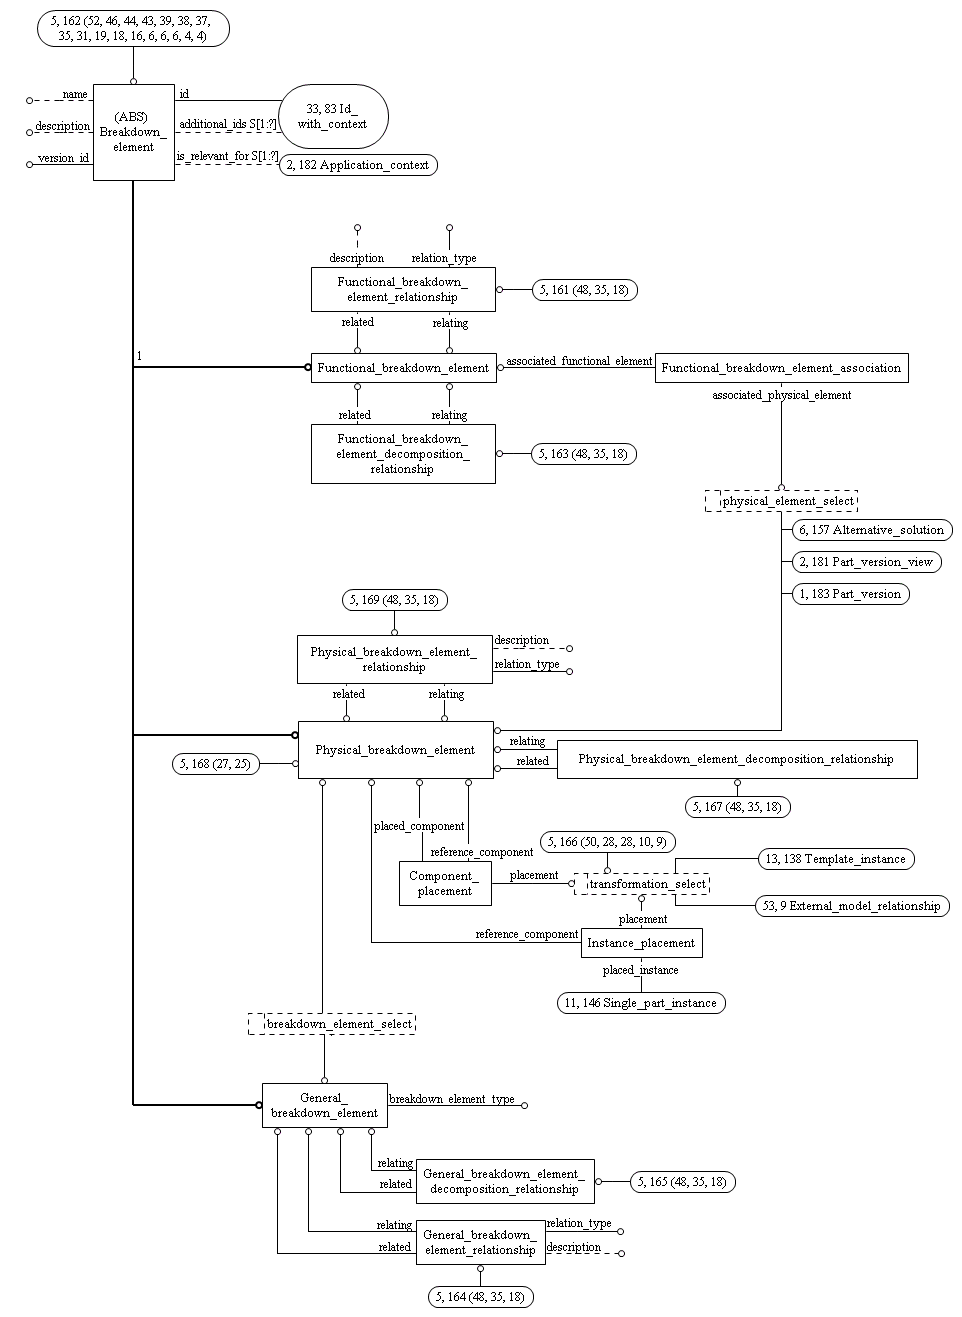 5, 162 (52, 46, 44, 43, 39, 38, 37,
35, 31, 19, 18, 16, 6, 6, 6, 4, 4)
name
description
version_id
(ABS)
Breakdown_
element
id
additional_ids S[1:?]
is_relevant_for S[1:?]
33, 83 Id_
with_context
2, 182 Application_context
description
relation_type
Functional_breakdown_
element_relationship
5, 161 (48, 35, 18)
related
relating
1
Functional_breakdown_element
associated_functional_element
Functional_breakdown_element_association
related
relating
associated_physical_element
Functional_breakdown_
element_decomposition_
relationship
5, 163 (48, 35, 18)
physical_element_select
6, 157 Alternative_solution
2, 181 Part_version_view
1, 183 Part_version
5, 169 (48, 35, 18)
Physical_breakdown_element_
relationship
description
relation_type
related
relating
Physical_breakdown_element
5, 168 (27, 25)
relating
related
Physical_breakdown_element_decomposition_relationship
5, 167 (48, 35, 18)
placed_component
reference_component
5, 166 (50, 28, 28, 10, 9)
13, 138 Template_instance
Component_
placement
placement
transformation_select
53, 9 External_model_relationship
placement
reference_component
Instance_placement
placed_instance
11, 146 Single_part_instance
breakdown_element_select
General_
breakdown_element
breakdown_element_type
relating
related
General_breakdown_element_
decomposition_relationship
5, 165 (48, 35, 18)
relating
related
General_breakdown_
element_relationship
relation_type
description
5, 164 (48, 35, 18)